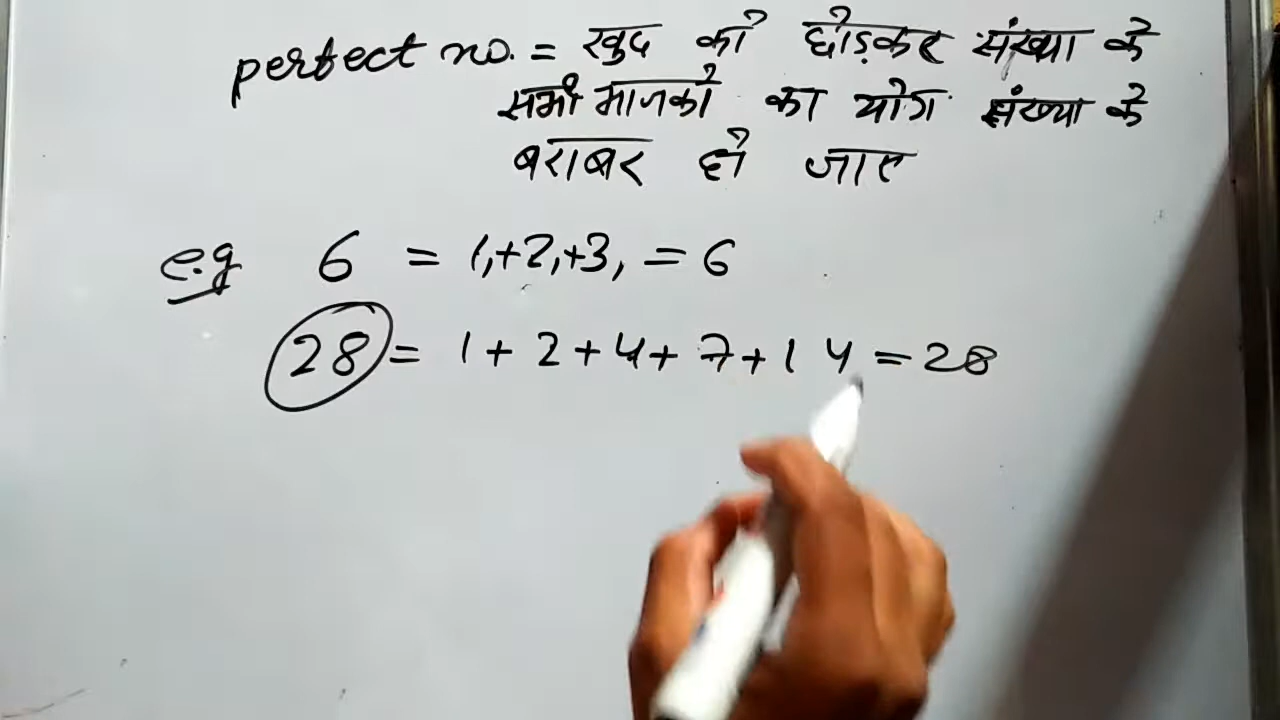 perfect no. = खुद को छोड़कर संख्या के
सभी भाजकों का योग संख्या के
बराबर हो जाए
e.g 6 = 1,+2,+3, = 6
28 = 1 + 2 + 4 + 7 + 14 = 28